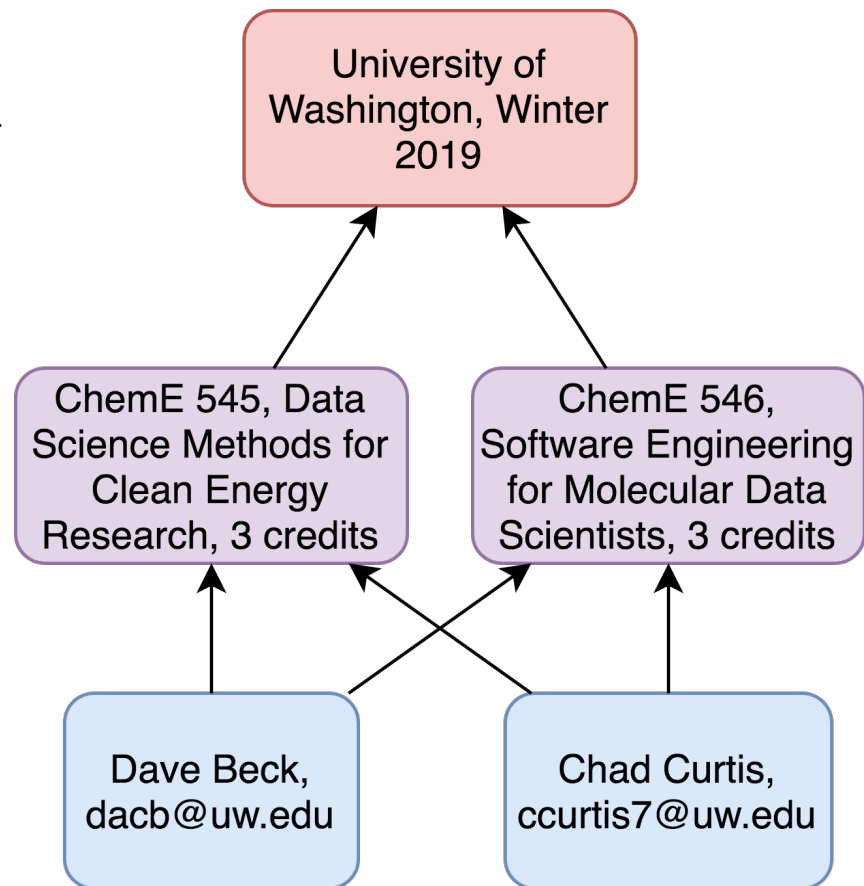 University of
Washington, Winter
2019
ChemE 545, Data
Science Methods for
Clean Energy
Research, 3 credits
ChemE 546,
Software Engineering
for Molecular Data
Scientists, 3 credits
Dave Beck,
dacb@uw.edu
Chad Curtis,
ccurtis7@uw.edu